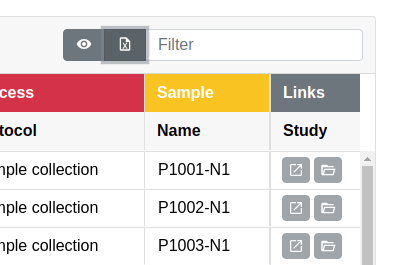 Filter
cess Sample Links
tocol Name Study
mple collection P1001-N1
mple collection P1002-N1
mple collection P1003-N1